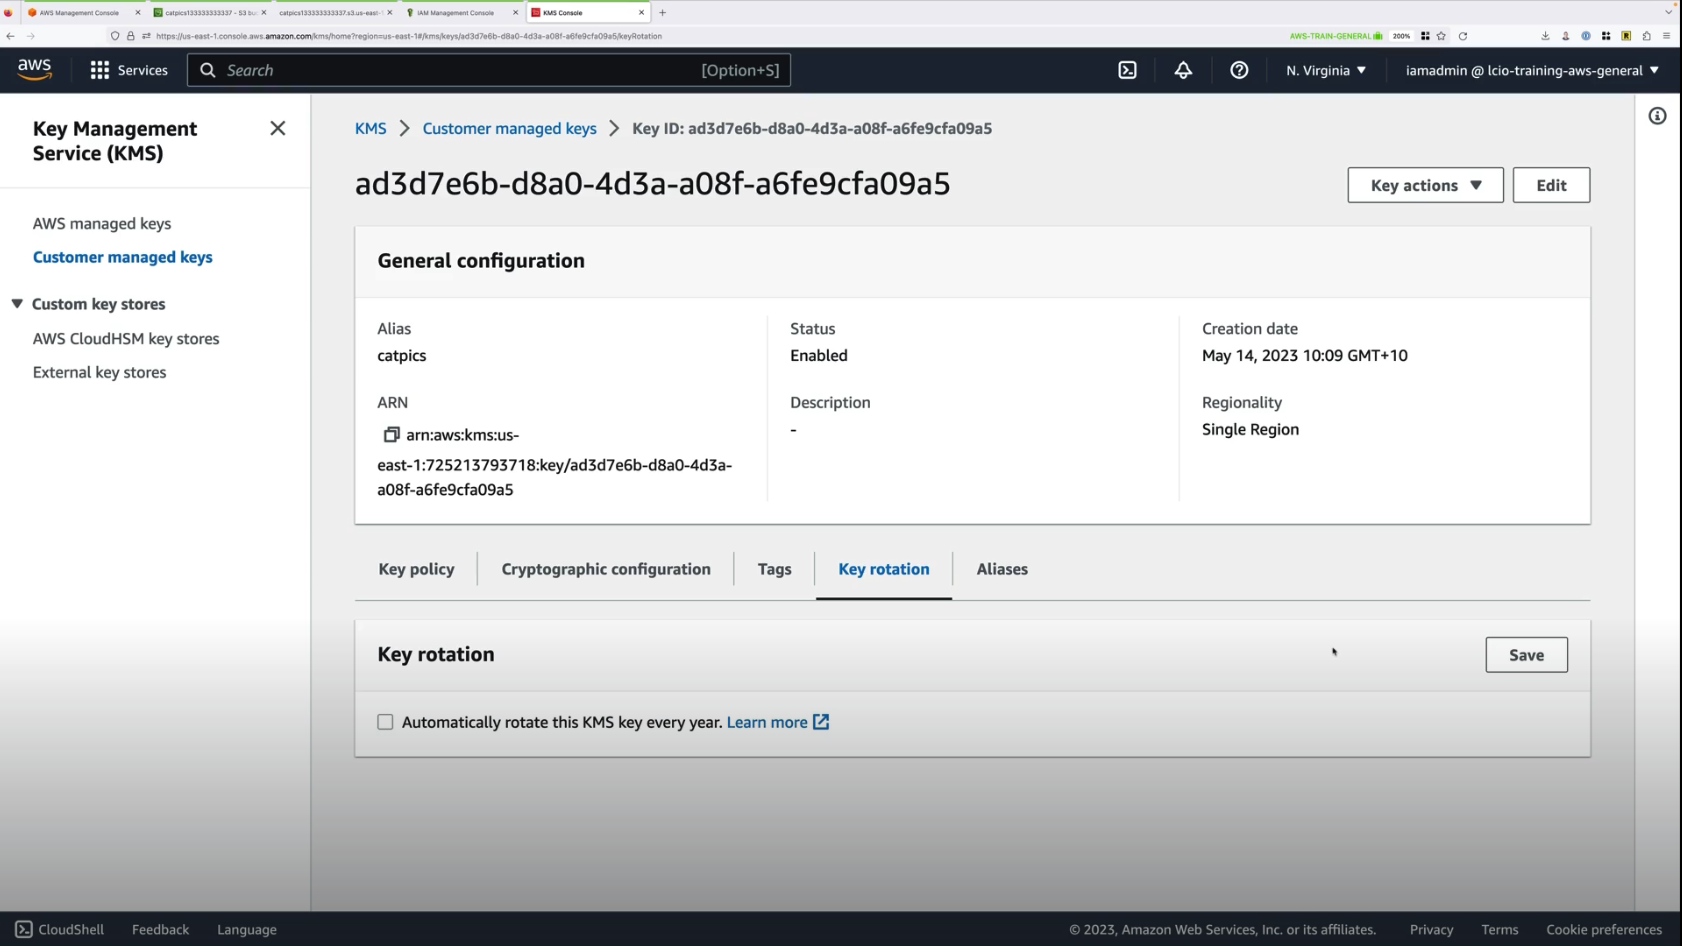 AWS Management Console
catpics133333333337 - S3 bu
catpics133333333337.s3.us-east-
IAM Management Console
KMS Console
https://us-east-1.console.aws.amazon.com/kms/home?region=us-east-1#/kms/keys/ad3d7e6b-d8a0-4d3a-a08f-a6fe9cfa09a5/keyRotation
AWS-TRAIN-GENERAL
200%
aws
Services
Search
[Option+S]
N. Virginia
iamadmin @ lcio-training-aws-general
Key Management
Service (KMS)
AWS managed keys
Customer managed keys
Custom key stores
AWS CloudHSM key stores
External key stores
KMS > Customer managed keys > Key ID: ad3d7e6b-d8a0-4d3a-a08f-a6fe9cfa09a5
ad3d7e6b-d8a0-4d3a-a08f-a6fe9cfa09a5
Key actions
Edit
General configuration
Alias
catpics
Status
Enabled
Creation date
May 14, 2023 10:09 GMT+10
ARN
arn:aws:kms:us-
east-1:725213793718:key/ad3d7e6b-d8a0-4d3a-
a08f-a6fe9cfa09a5
Description
-
Regionality
Single Region
Key policy
Cryptographic configuration
Tags
Key rotation
Aliases
Key rotation
Save
Automatically rotate this KMS key every year. Learn more
CloudShell
Feedback
Language
© 2023, Amazon Web Services, Inc. or its affiliates.
Privacy
Terms
Cookie preferences